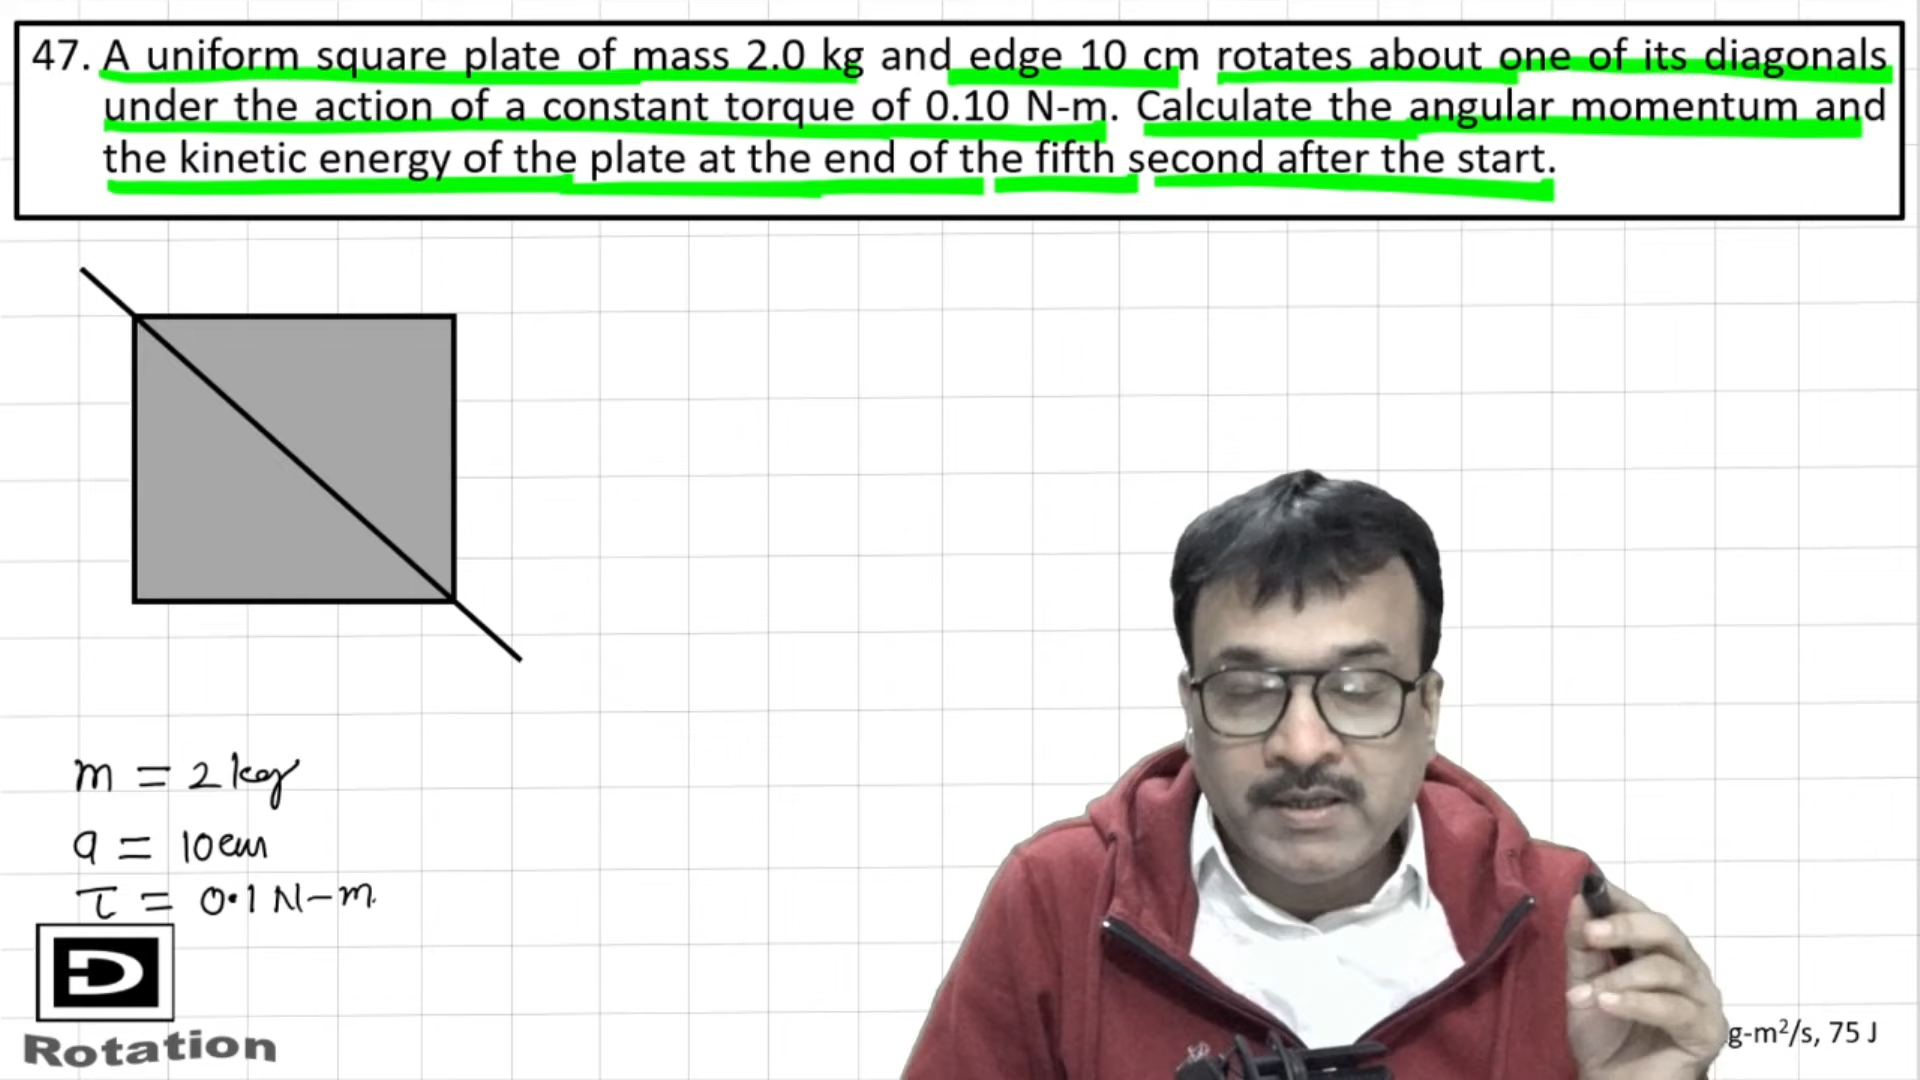 47. A uniform square plate of mass 2.0 kg and edge 10 cm rotates about one of its diagonals
under the action of a constant torque of 0.10 N-m. Calculate the angular momentum and
the kinetic energy of the plate at the end of the fifth second after the start.
m = 2 kg
a = 10 cm
τ = 0.1 N-m.
D
Rotation
g-m²/s, 75 J